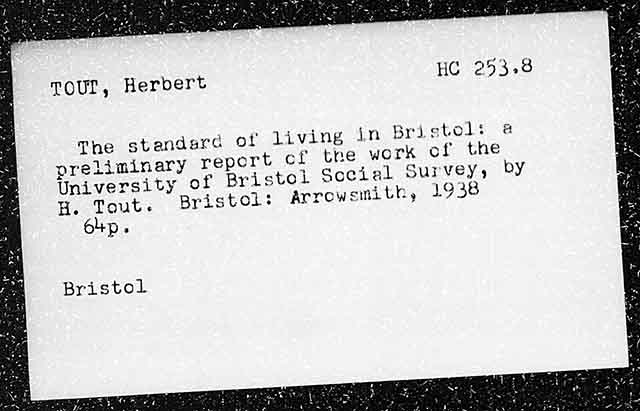 TOUT, Herbert
HC 253.8
The standard of living in Bristol: a
preliminary report of the work of the
University of Bristol Social Survey, by
H. Tout. Bristol: Arrowsmith, 1938
64p.
Bristol